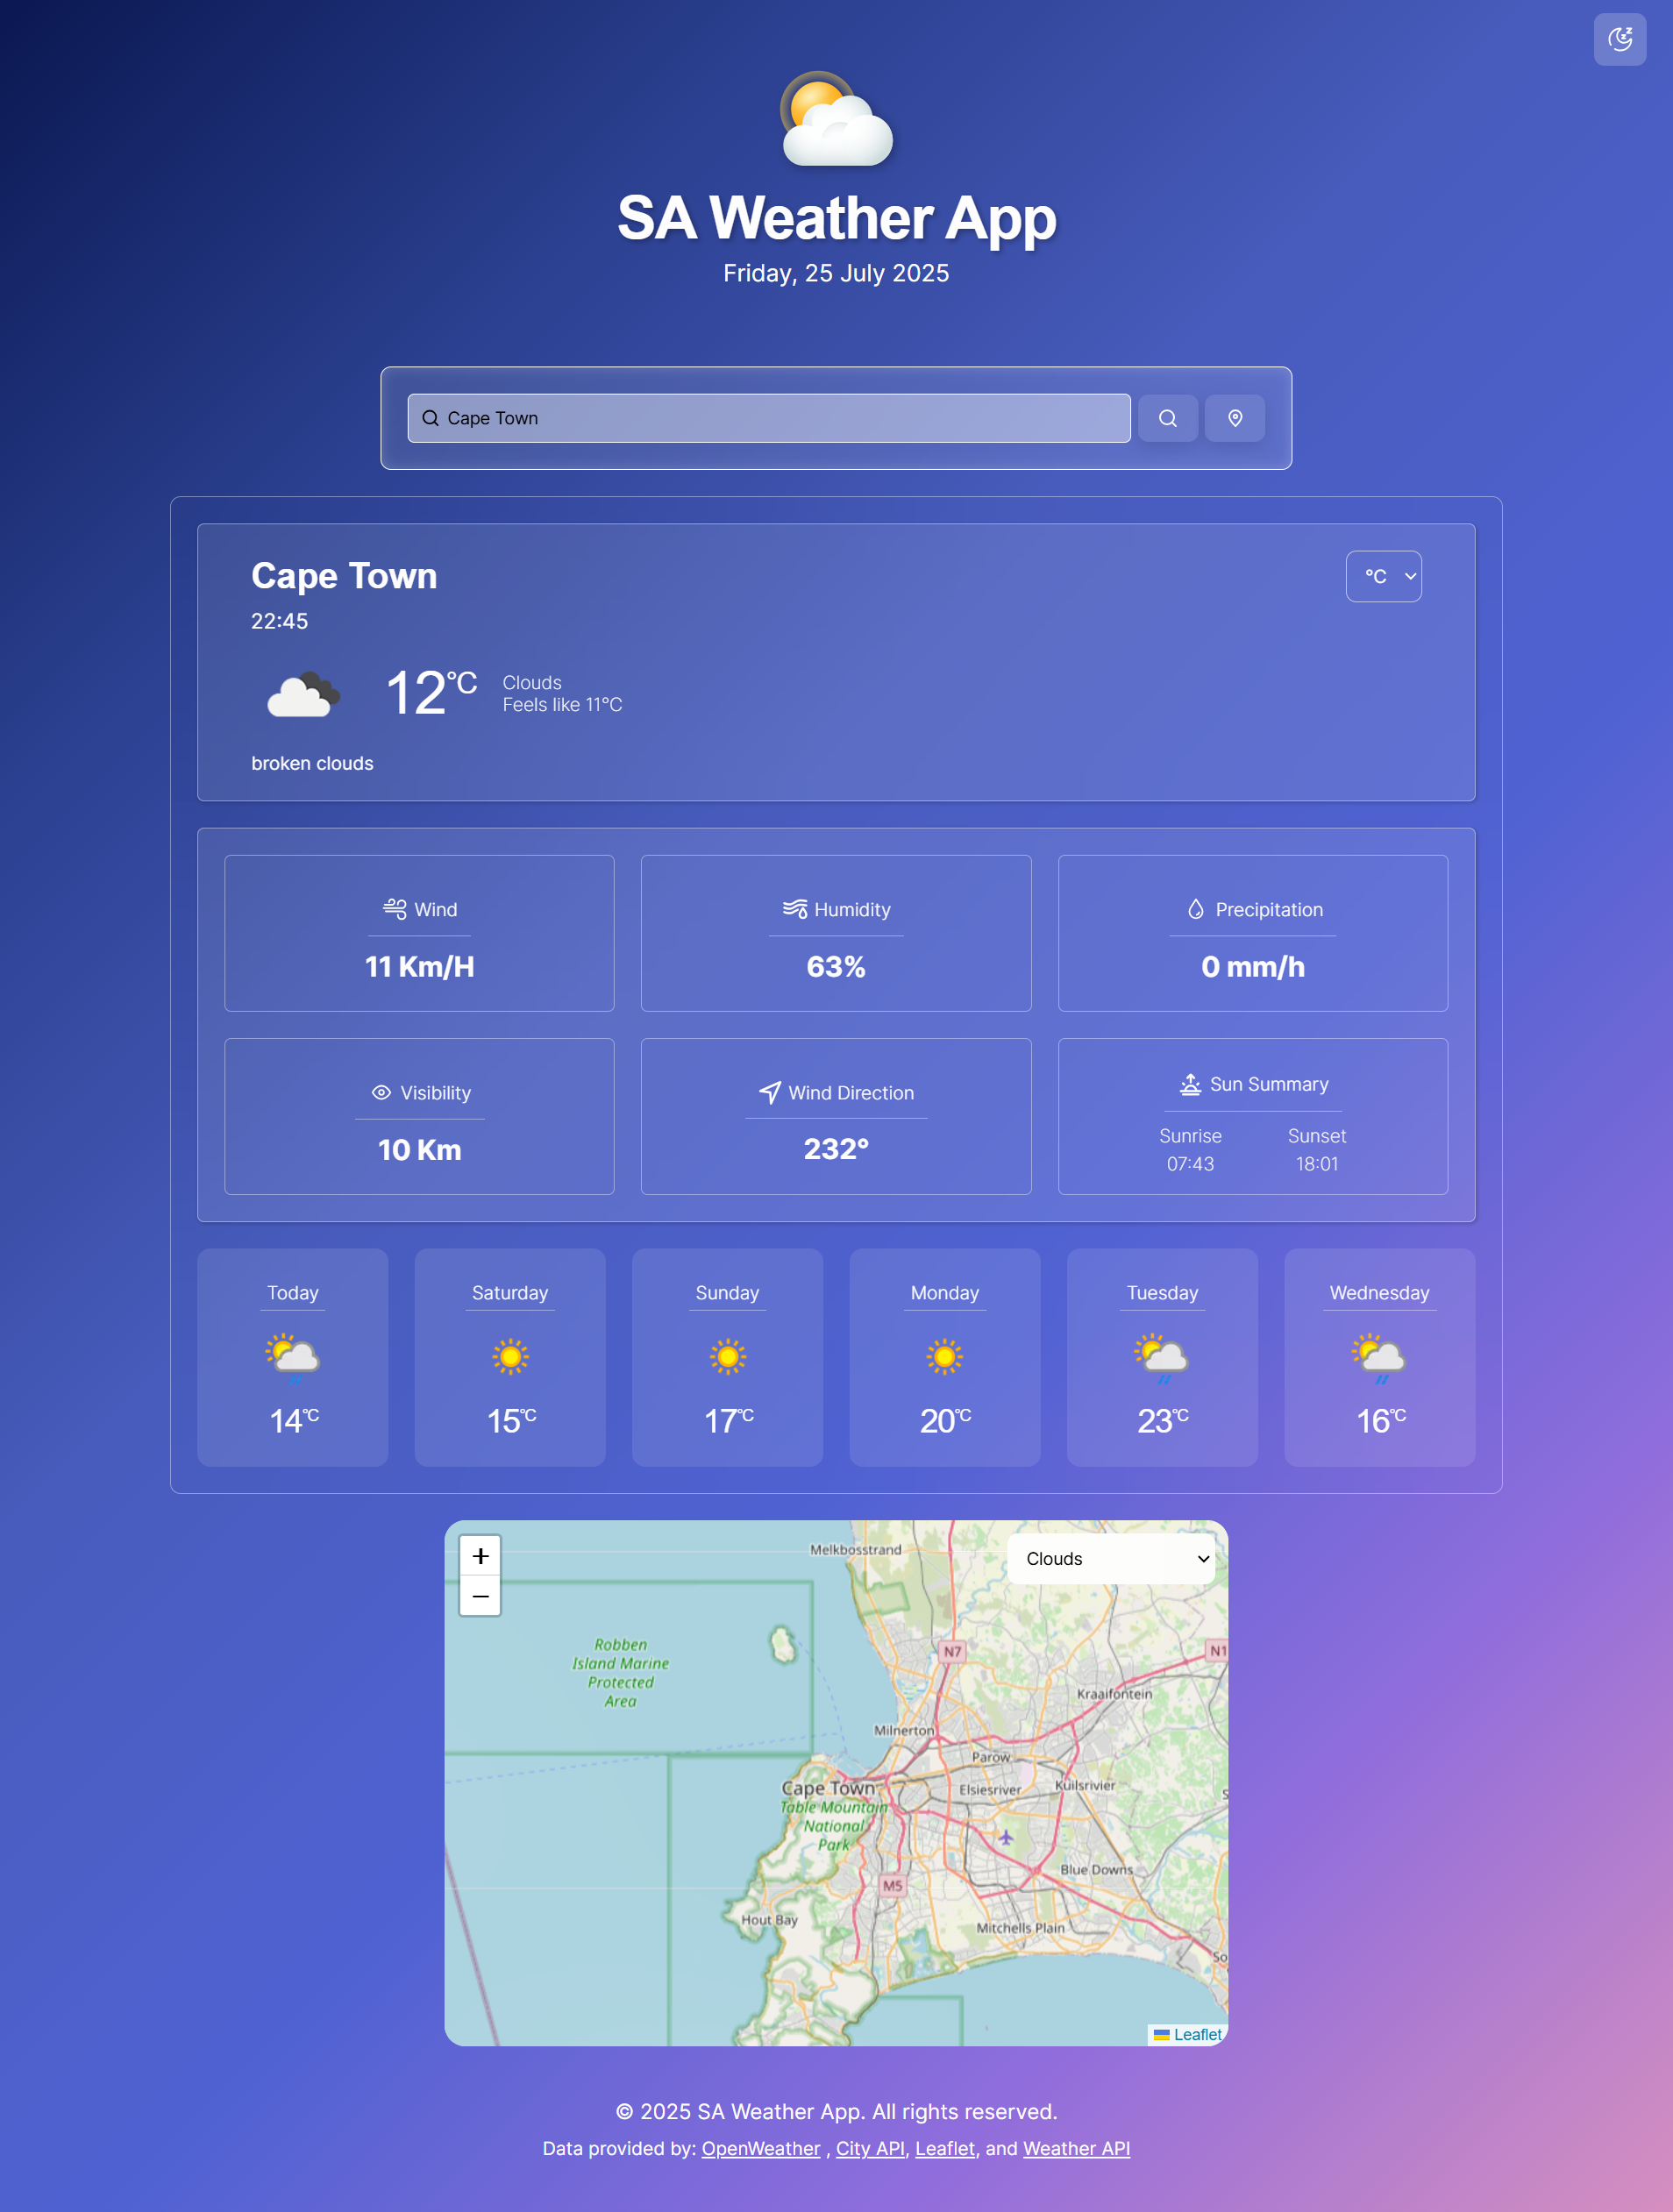 SA Weather App
Friday, 25 July 2025
Cape Town
Cape Town
°C
22:45
12°C
Clouds
Feels like 11°C
broken clouds
Wind
11 Km/H
Humidity
63%
Precipitation
0 mm/h
Visibility
10 Km
Wind Direction
232°
Sun Summary
Sunrise
07:43
Sunset
18:01
Today
14°C
Saturday
15°C
Sunday
17°C
Monday
20°C
Tuesday
23°C
Wednesday
16°C
+
−
Clouds
Melkbosstrand
Robben
Island Marine
Protected
Area
N7
N1
Kraaifontein
Milnerton
Parow
Cape Town
Elsiesriver
Kuilsrivier
Table Mountain
National
Park
Blue Downs
M5
Hout Bay
Mitchells Plain
So
Leaflet
© 2025 SA Weather App. All rights reserved.
Data provided by: OpenWeather , City API, Leaflet, and Weather API